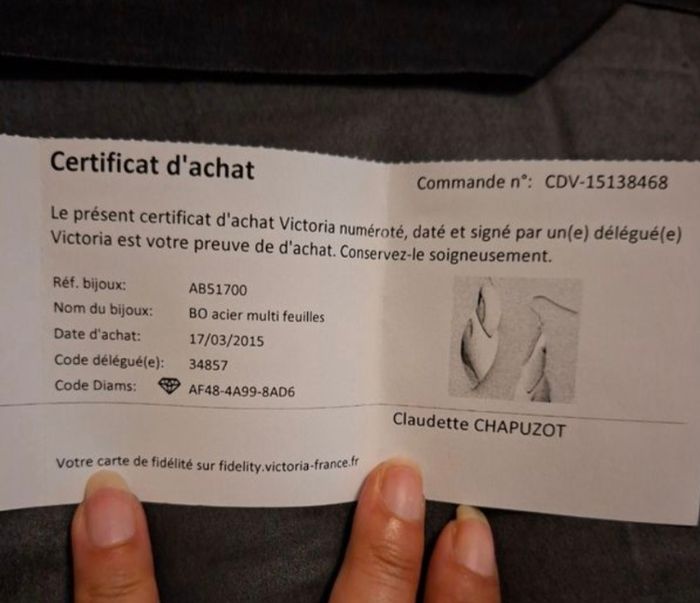 Certificat d'achat
Commande n°: CDV-15138468
Le présent certificat d'achat Victoria numéroté, daté et signé par un(e) délégué(e)
Victoria est votre preuve de d'achat. Conservez-le soigneusement.
Réf. bijoux: AB51700
Nom du bijoux: BO acier multi feuilles
Date d'achat: 17/03/2015
Code délégué(e): 34857
Code Diams: AF48-4A99-8AD6
Claudette CHAPUZOT
Votre carte de fidélité sur fidelity.victoria-france.fr